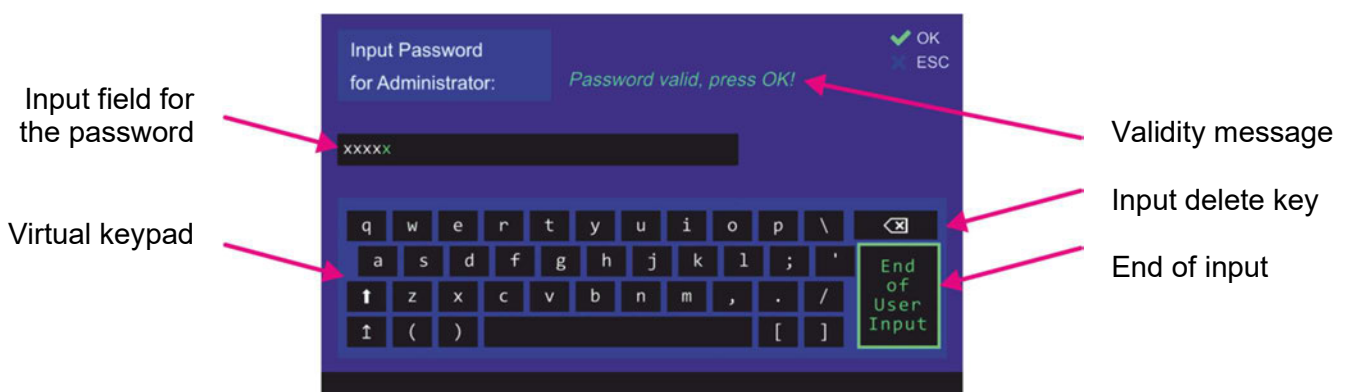 Input Password
for Administrator:
Password valid, press OK!
OK
ESC
Input field for
the password
xxxxx
Validity message
Input delete key
End of input
Virtual keypad
q w e r t y u i o p \
a s d f g h j k l ; '
z x c v b n m , . /
( ) [ ]
End
of
User
Input